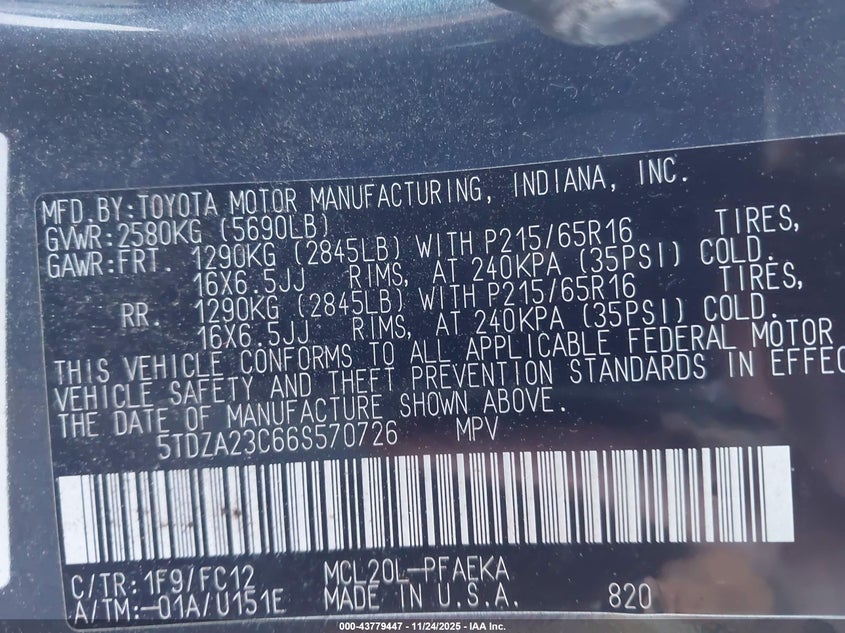 MFD.BY:TOYOTA MOTOR MANUFACTURING, INDIANA, INC.
GVWR:2580KG (5690LB)
GAWR:FRT. 1290KG (2845LB) WITH P215/65R16 TIRES,
16X6.5JJ RIMS, AT 240KPA (35PSI) COLD.
RR. 1290KG (2845LB) WITH P215/65R16 TIRES,
16X6.5JJ RIMS, AT 240KPA (35PSI) COLD.
THIS VEHICLE CONFORMS TO ALL APPLICABLE FEDERAL MOTOR
VEHICLE SAFETY AND THEFT PREVENTION STANDARDS IN EFFEC
THE DATE OF MANUFACTURE SHOWN ABOVE.
5TDZA23C66S570726 MPV
C/TR:1F9/FC12 MCL20L-PFAEKA
A/TM:-01A/U151E MADE IN U.S.A. 820
000-43779447 - 11/24/2025 - IAA Inc.